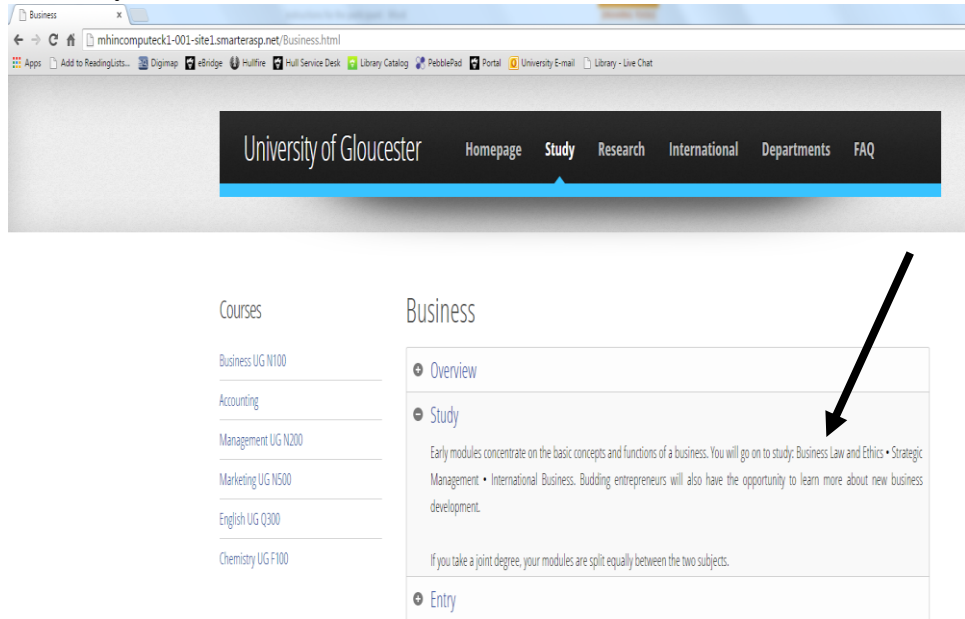 Business x
mhincomputeck1-001-site1.smarterasp.net/Business.html
Apps Add to ReadingLists... Digimap eBridge Hullfire Hull Service Desk Library Catalog PebblePad Portal University E-mail Library - Live Chat
University of Gloucester Homepage Study Research International Departments FAQ
Courses
Business UG N100
Accounting
Management UG N200
Marketing UG N500
English UG Q300
Chemistry UG F100
Business
Overview
Study
Early modules concentrate on the basic concepts and functions of a business. You will go on to study: Business Law and Ethics • Strategic
Management • International Business. Budding entrepreneurs will also have the opportunity to learn more about new business
development.
If you take a joint degree, your modules are split equally between the two subjects.
Entry